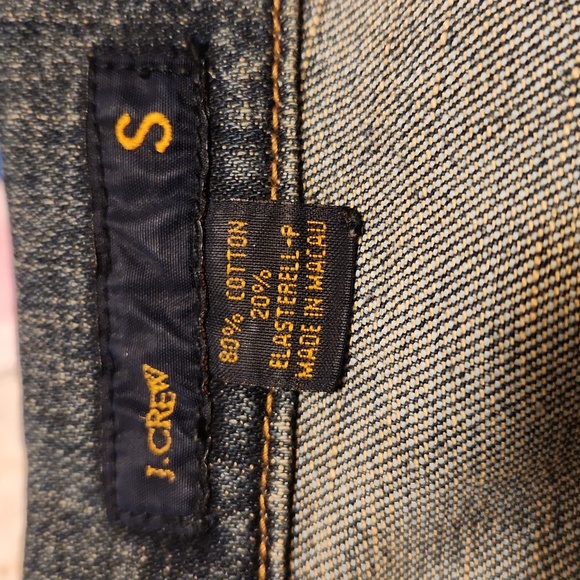 J.CREW
S
80% COTTON
20%
ELASTERELL-P
MADE IN MACAU